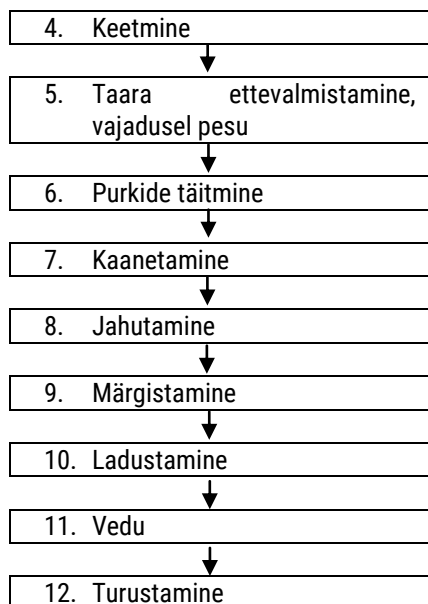 4. Keetmine
5. Taara ettevalmistamine,
vajadusel pesu
6. Purkide täitmine
7. Kaanetamine
8. Jahutamine
9. Märgistamine
10. Ladustamine
11. Vedu
12. Turustamine